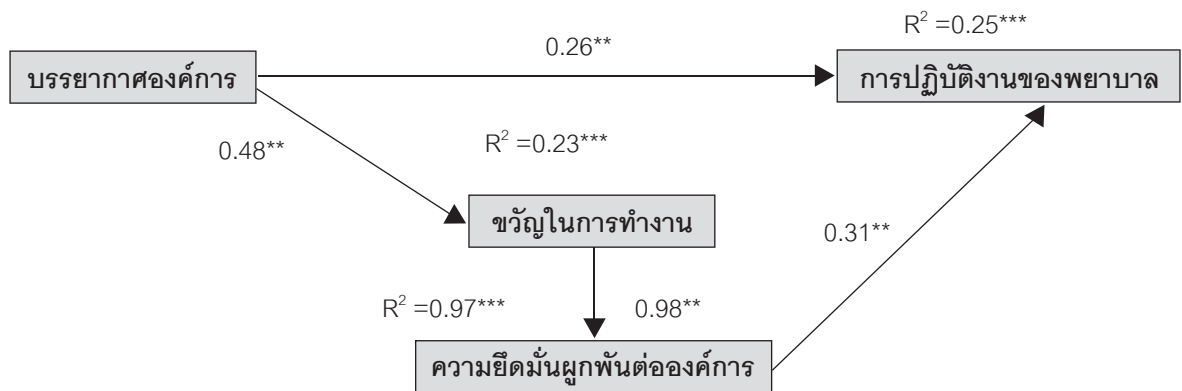 R² =0.25***
0.26**
บรรยากาศองค์การ
การปฏิบัติงานของพยาบาล
0.48**
R² =0.23***
ขวัญในการทำงาน
0.31**
R² =0.97***
0.98**
ความยึดมั่นผูกพันต่อองค์การ